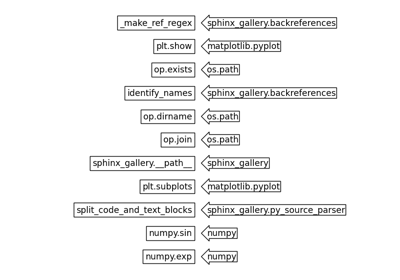 _make_ref_regex sphinx_gallery.backreferences
plt.show matplotlib.pyplot
op.exists os.path
identify_names sphinx_gallery.backreferences
op.dirname os.path
op.join os.path
sphinx_gallery.__path__ sphinx_gallery
plt.subplots matplotlib.pyplot
split_code_and_text_blocks sphinx_gallery.py_source_parser
numpy.sin numpy
numpy.exp numpy